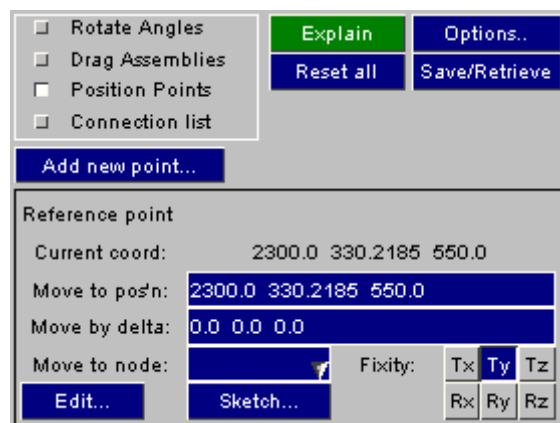 Rotate Angles
Drag Assemblies
Position Points
Connection list
Explain Options..
Reset all Save/Retrieve
Add new point...
Reference point
Current coord: 2300.0 330.2185 550.0
Move to pos'n: 2300.0 330.2185 550.0
Move by delta: 0.0 0.0 0.0
Move to node: Fixity: Tx Ty Tz
Edit... Sketch... Rx Ry Rz